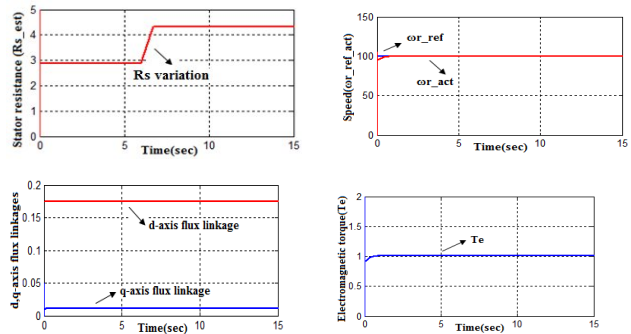 Stator resistance (Rs_est)
5
4
3
2
1
0
0
5
10
15
Rs variation
Time(sec)
Speed(ωr_ref_act)
150
100
50
0
0
5
10
15
ωr_ref
ωr_act
Time(sec)
d,q-axis flux linkages
0.2
0.15
0.1
0.05
0
0
5
10
15
d-axis flux linkage
q-axis flux linkage
Time(sec)
Electromagnetic torque(Te)
2
1.5
1
0.5
0
0
5
10
15
Te
Time(sec)